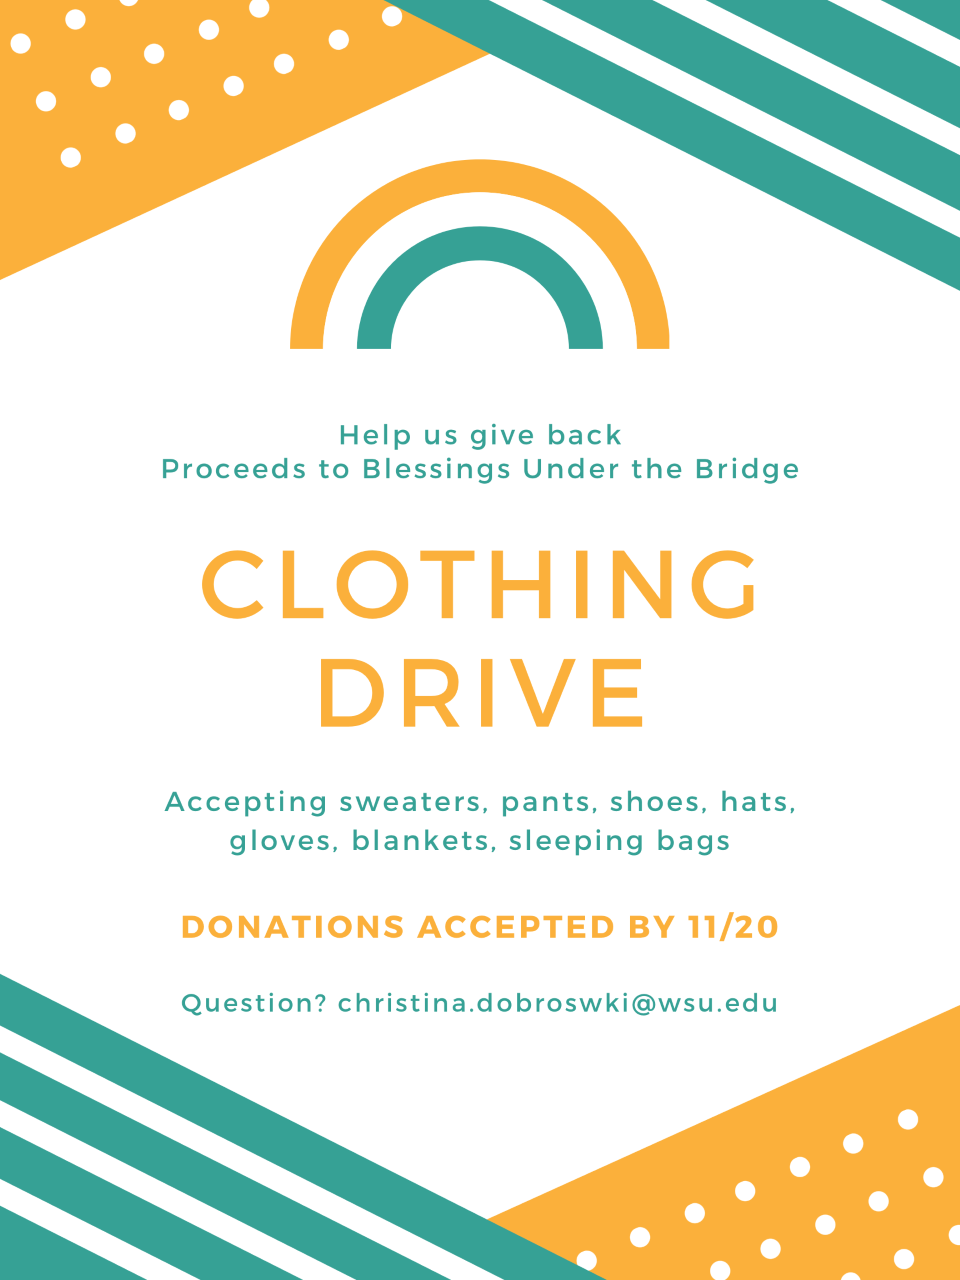 Help us give back
Proceeds to Blessings Under the Bridge
CLOTHING
DRIVE
Accepting sweaters, pants, shoes, hats,
gloves, blankets, sleeping bags
DONATIONS ACCEPTED BY 11/20
Question? christina.dobroswki@wsu.edu